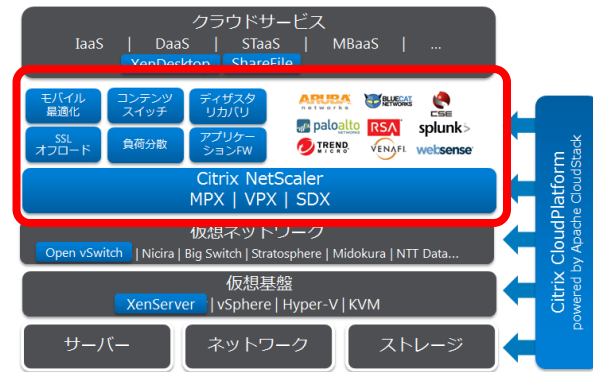 クラウドサービス
IaaS | DaaS | STaaS | MBaaS | ...
XenDesktop ShareFile
モバイル
最適化
コンテンツ
スイッチ
ディザスタ
リカバリ
SSL
オフロード
負荷分散
アプリケー
ションFW
ARUBA
networks
BLUECAT
NETWORKS
CSE
paloalto
NETWORKS
RSA
splunk>
TREND
MICRO
VENAFI
websense
Citrix NetScaler
MPX | VPX | SDX
仮想ネットワーク
Open vSwitch | Nicira | Big Switch | Stratosphere | Midokura | NTT Data...
仮想基盤
XenServer | vSphere | Hyper-V | KVM
サーバー
ネットワーク
ストレージ
Citrix CloudPlatform
powered by Apache CloudStack